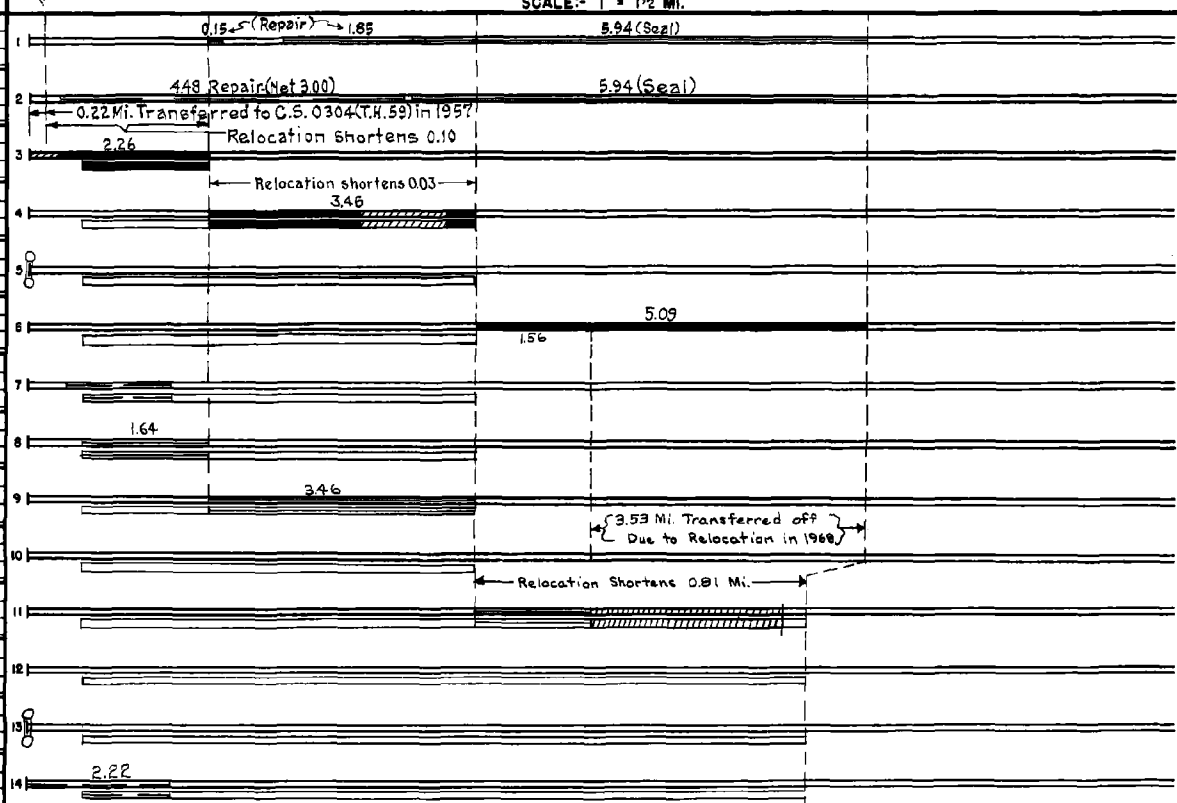 SCALE:- 1" = 1/2 MI.
0.15 (Repair) 1.85 5.94 (Seal)
1
4.48 Repair (Net 3.00) 5.94 (Seal)
2
0.22 Mi. Transferred to C.S. 0304 (T.H. 59) in 1957
Relocation Shortens 0.10
2.26
3
Relocation shortens 0.03
3.46
4
5
5.09
6
1.56
7
1.64
8
3.46
9
3.53 Mi. Transferred off
Due to Relocation in 1968
10
Relocation Shortens 0.81 Mi.
11
12
13
2.22
14